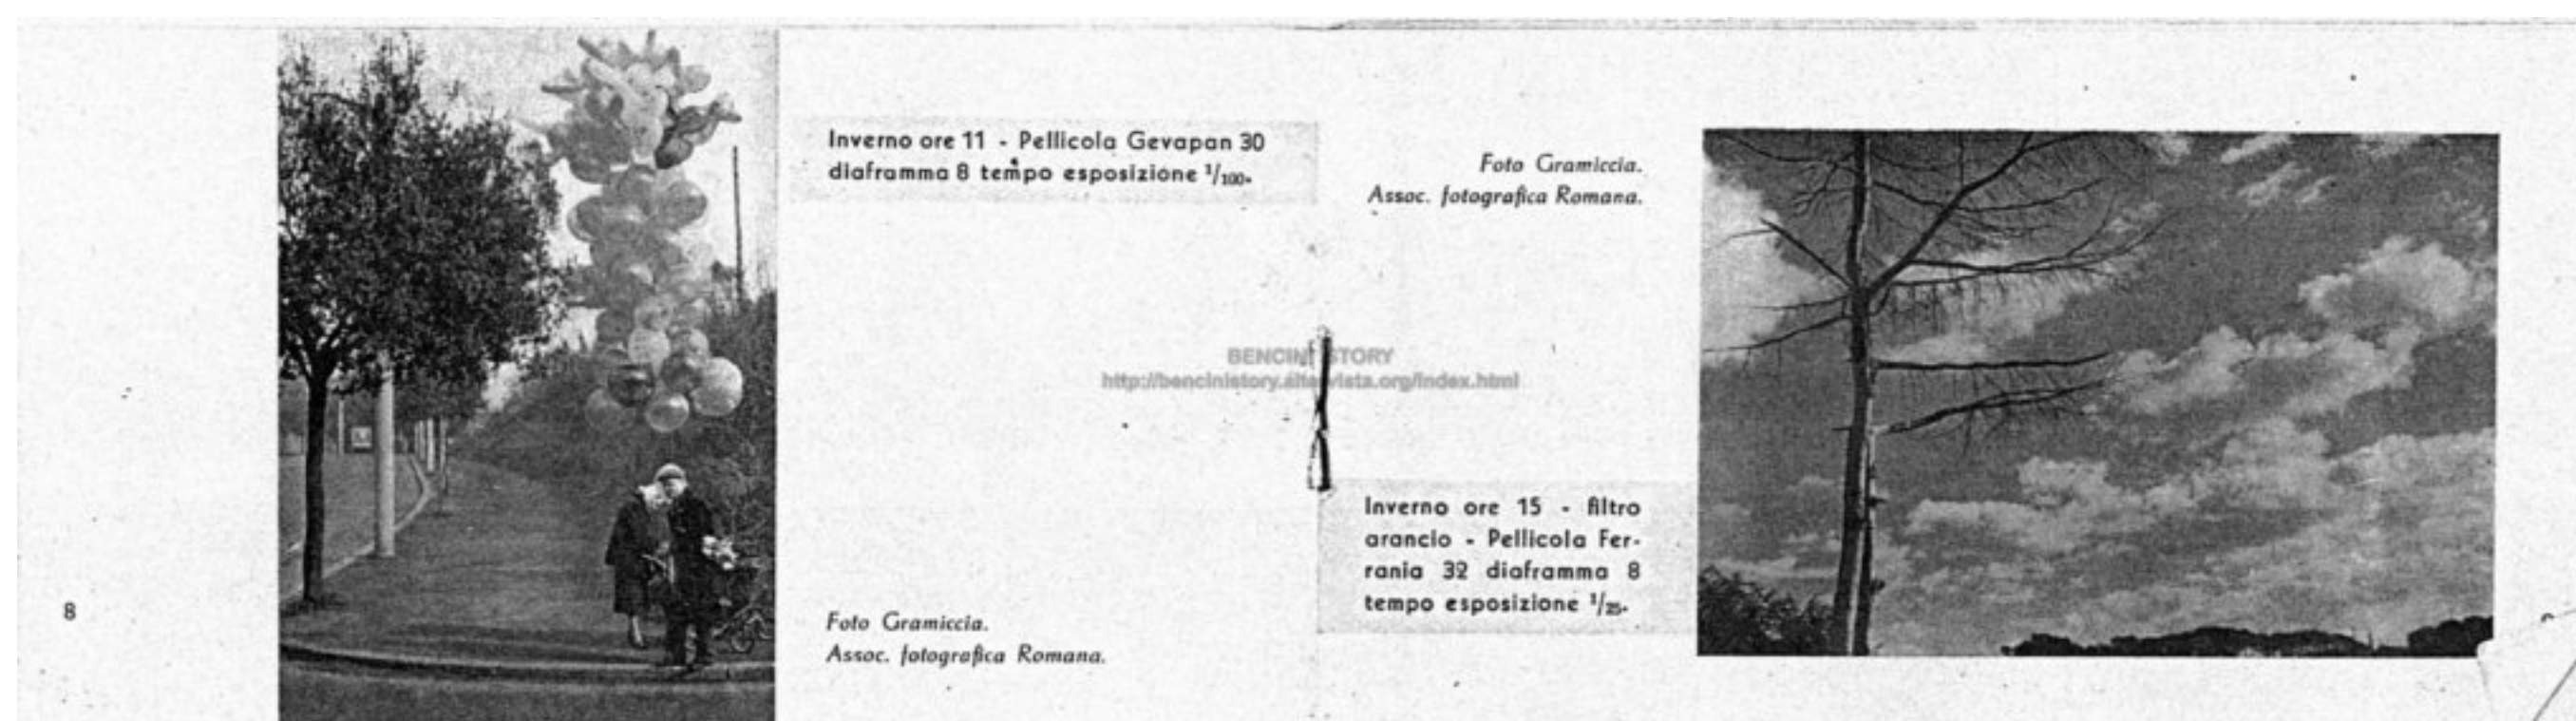 Inverno ore 11 - Pellicola Gevapan 30
diaframma 8 tempo esposizione 1/100.
Foto Gramiccia.
Assoc. fotografica Romana.
8
Foto Gramiccia.
Assoc. fotografica Romana.
BENCINI STORY
http://bencinistory.altervista.org/index.html
Inverno ore 15 - filtro
arancio - Pellicola Fer-
rania 32 diaframma 8
tempo esposizione 1/25.